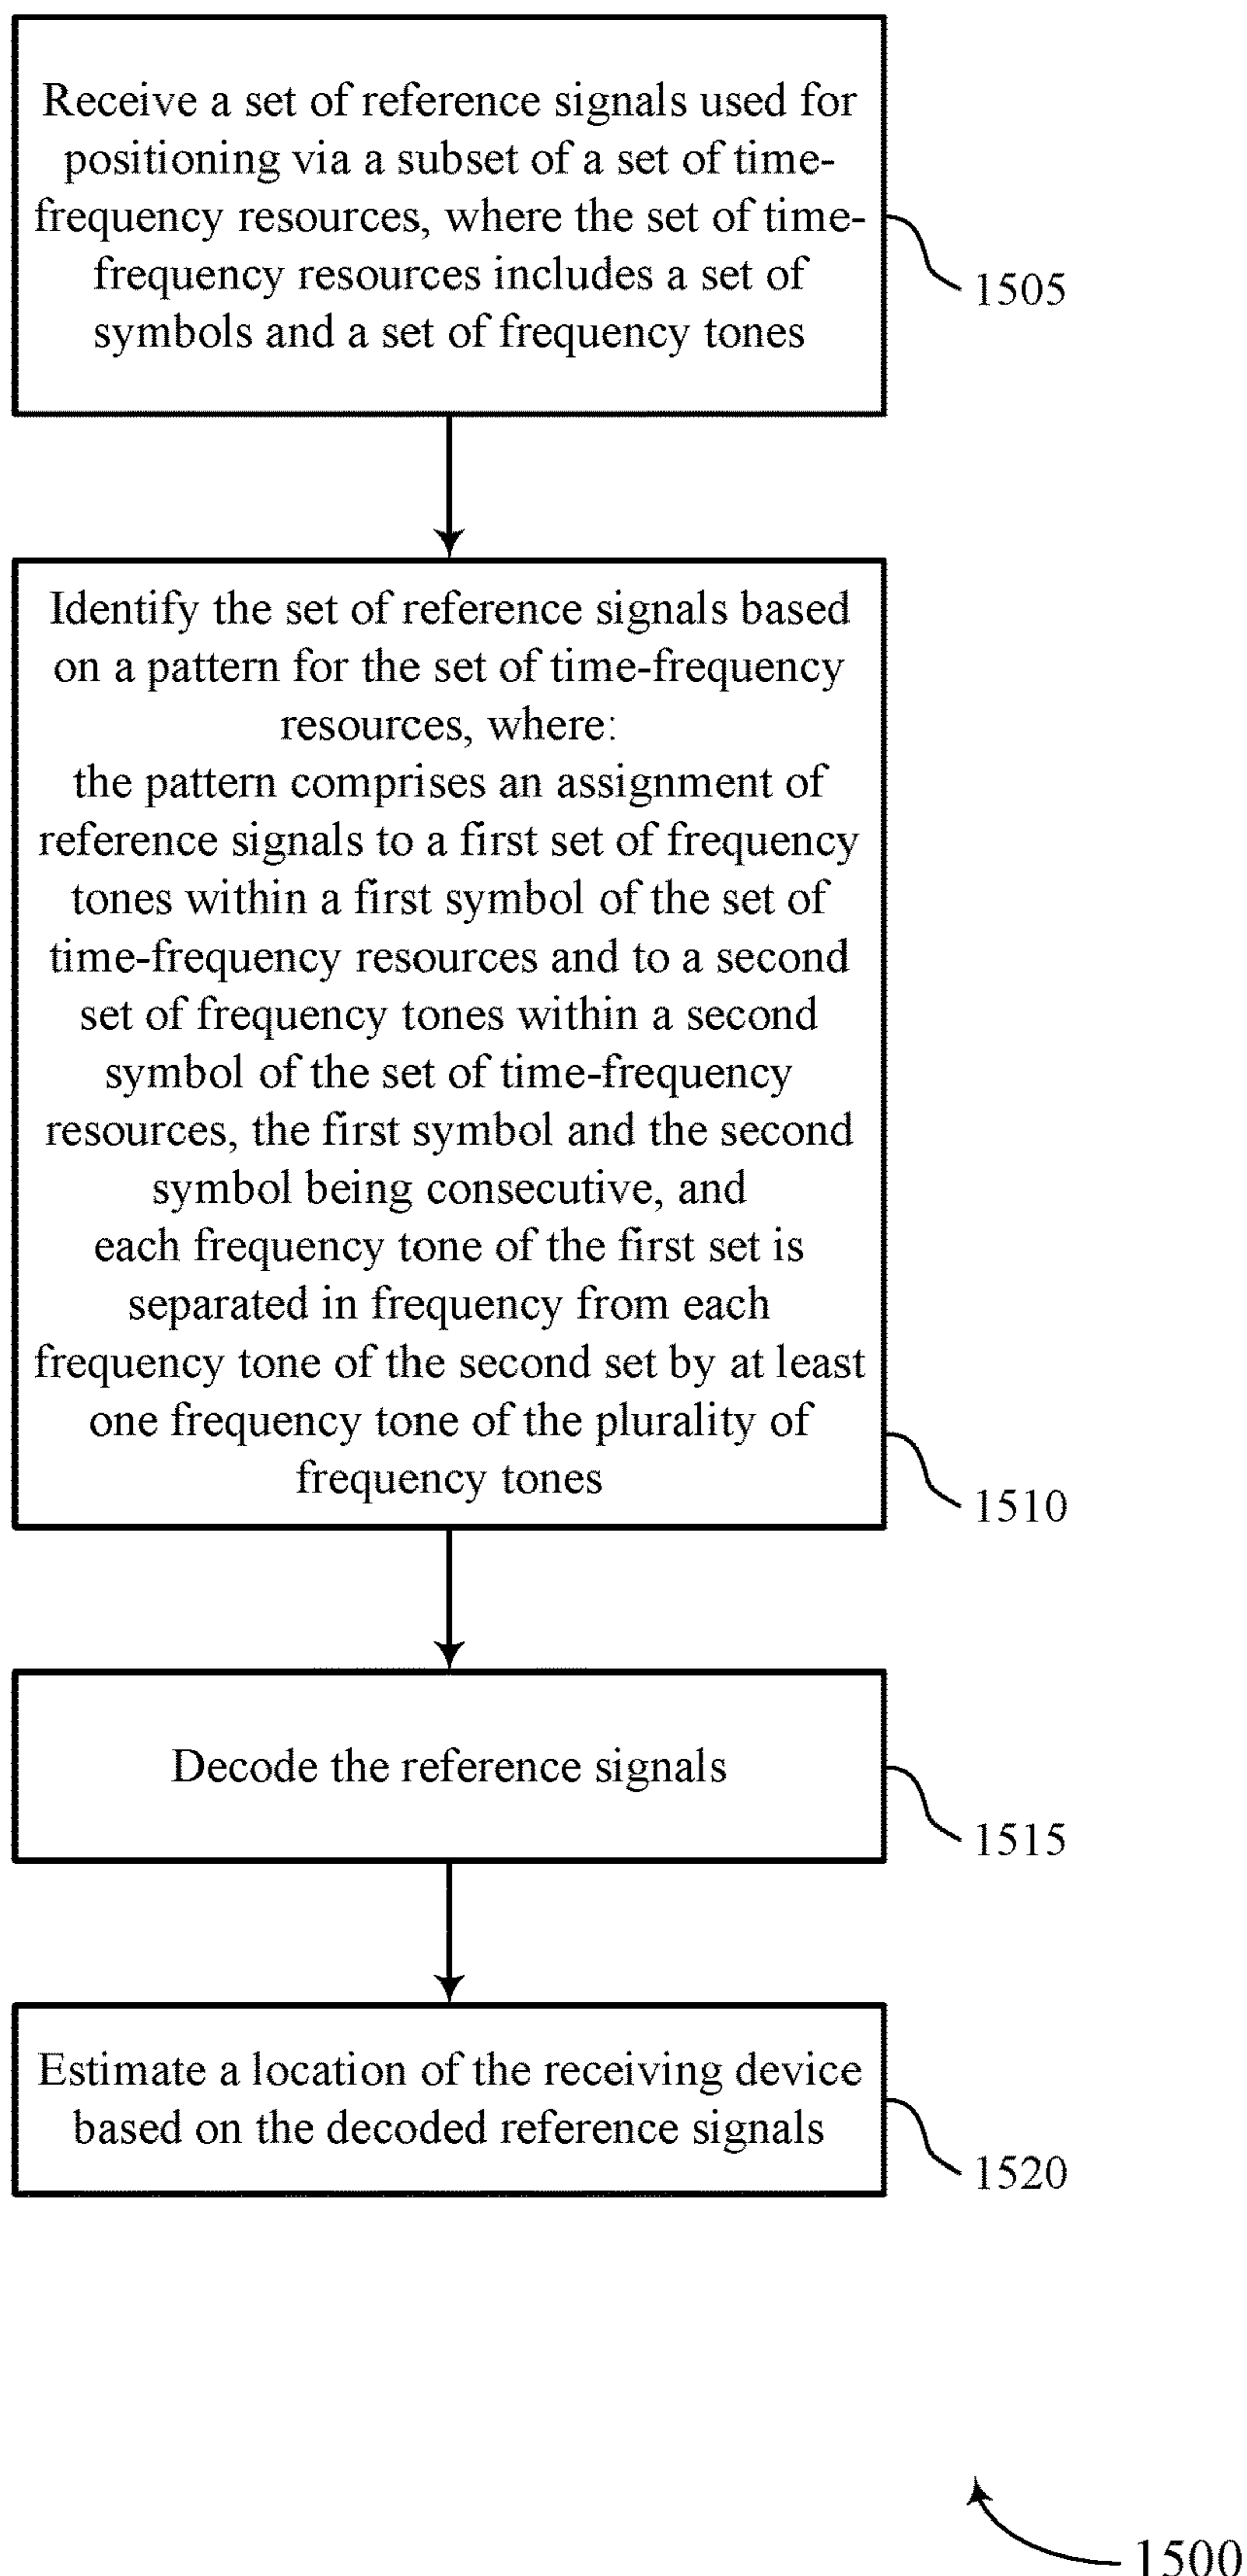 Receive a set of reference signals used for
positioning via a subset of a set of time-
frequency resources, where the set of time-
frequency resources includes a set of
symbols and a set of frequency tones
1505
Identify the set of reference signals based
on a pattern for the set of time-frequency
resources, where:
the pattern comprises an assignment of
reference signals to a first set of frequency
tones within a first symbol of the set of
time-frequency resources and to a second
set of frequency tones within a second
symbol of the set of time-frequency
resources, the first symbol and the second
symbol being consecutive, and
each frequency tone of the first set is
separated in frequency from each
frequency tone of the second set by at least
one frequency tone of the plurality of
frequency tones
1510
Decode the reference signals
1515
Estimate a location of the receiving device
based on the decoded reference signals
1520
1500